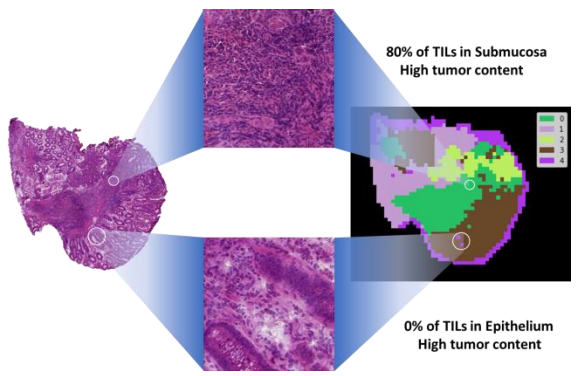 80% of TILs in Submucosa
High tumor content
0
1
2
3
4
0% of TILs in Epithelium
High tumor content